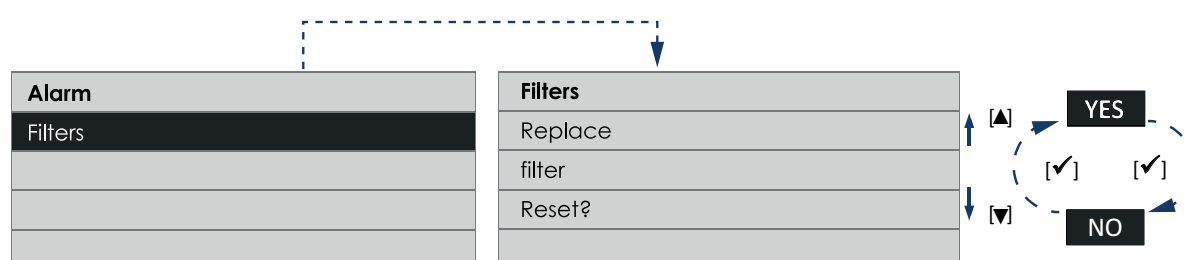 Alarm
Filters
Filters
Replace
filter
Reset?
[▲]
[▼]
YES
[✔] [✔]
NO